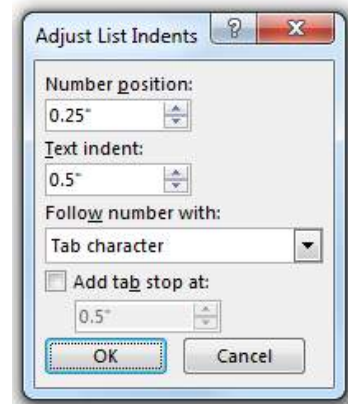 Adjust List Indents
Number position:
0.25"
Text indent:
0.5"
Follow number with:
Tab character
Add tab stop at:
0.5"
OK Cancel